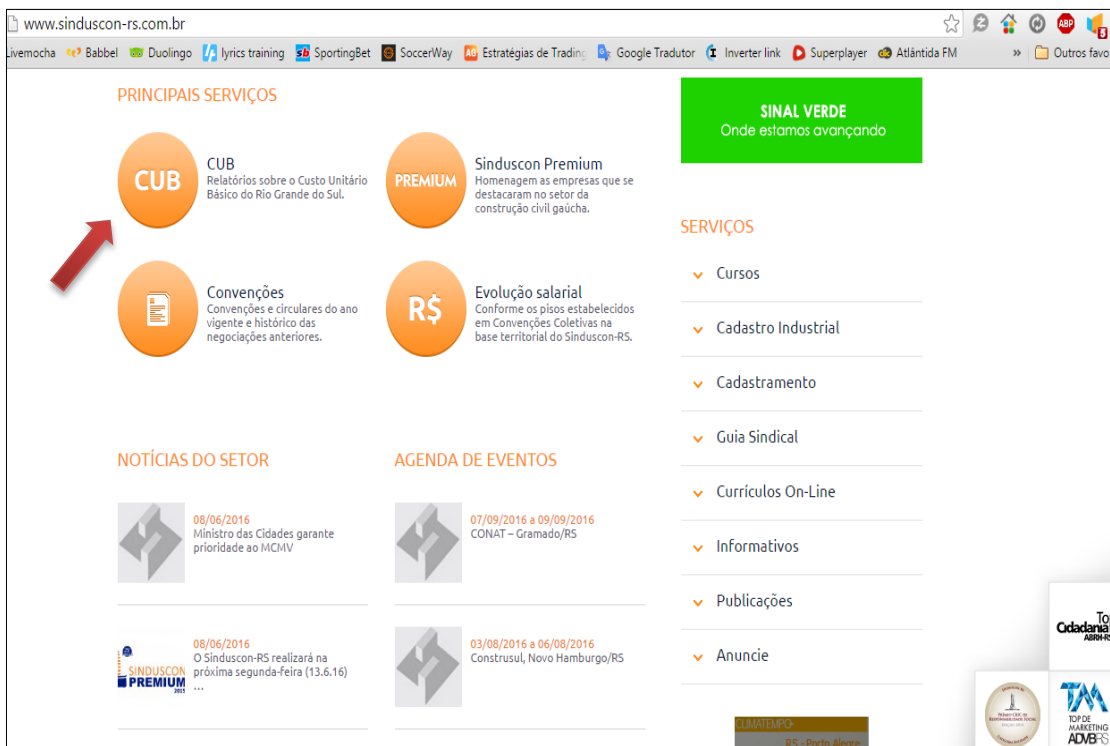 www.sinduscon-rs.com.br
Livemocha Babbel Duolingo lyrics training SportingBet SoccerWay Estratégias de Trading Google Tradutor Inverter link Superplayer Atlântida FM » Outros favo
PRINCIPAIS SERVIÇOS
CUB
CUB
Relatórios sobre o Custo Unitário
Básico do Rio Grande do Sul.
PREMIUM
Sinduscon Premium
Homenagem as empresas que se
destacaram no setor da
construção civil gaúcha.
Convenções
Convenções e circulares do ano
vigente e histórico das
negociações anteriores.
R$
Evolução salarial
Conforme os pisos estabelecidos
em Convenções Coletivas na
base territorial do Sinduscon-RS.
NOTÍCIAS DO SETOR
08/06/2016
Ministro das Cidades garante
prioridade ao MCMV
SINDUSCON
PREMIUM
2015
08/06/2016
O Sinduscon-RS realizará na
próxima segunda-feira (13.6.16)
...
AGENDA DE EVENTOS
07/09/2016 a 09/09/2016
CONAT – Gramado/RS
03/08/2016 a 06/08/2016
Construsul, Novo Hamburgo/RS
SINAL VERDE
Onde estamos avançando
SERVIÇOS
Cursos
Cadastro Industrial
Cadastramento
Guia Sindical
Currículos On-Line
Informativos
Publicações
Anuncie
CLIMATEMPO
RS - Porto Alegre
ABP
5
To
Cidadania
ABRH-RS
TOP DE
MARKETING
ADVB RS